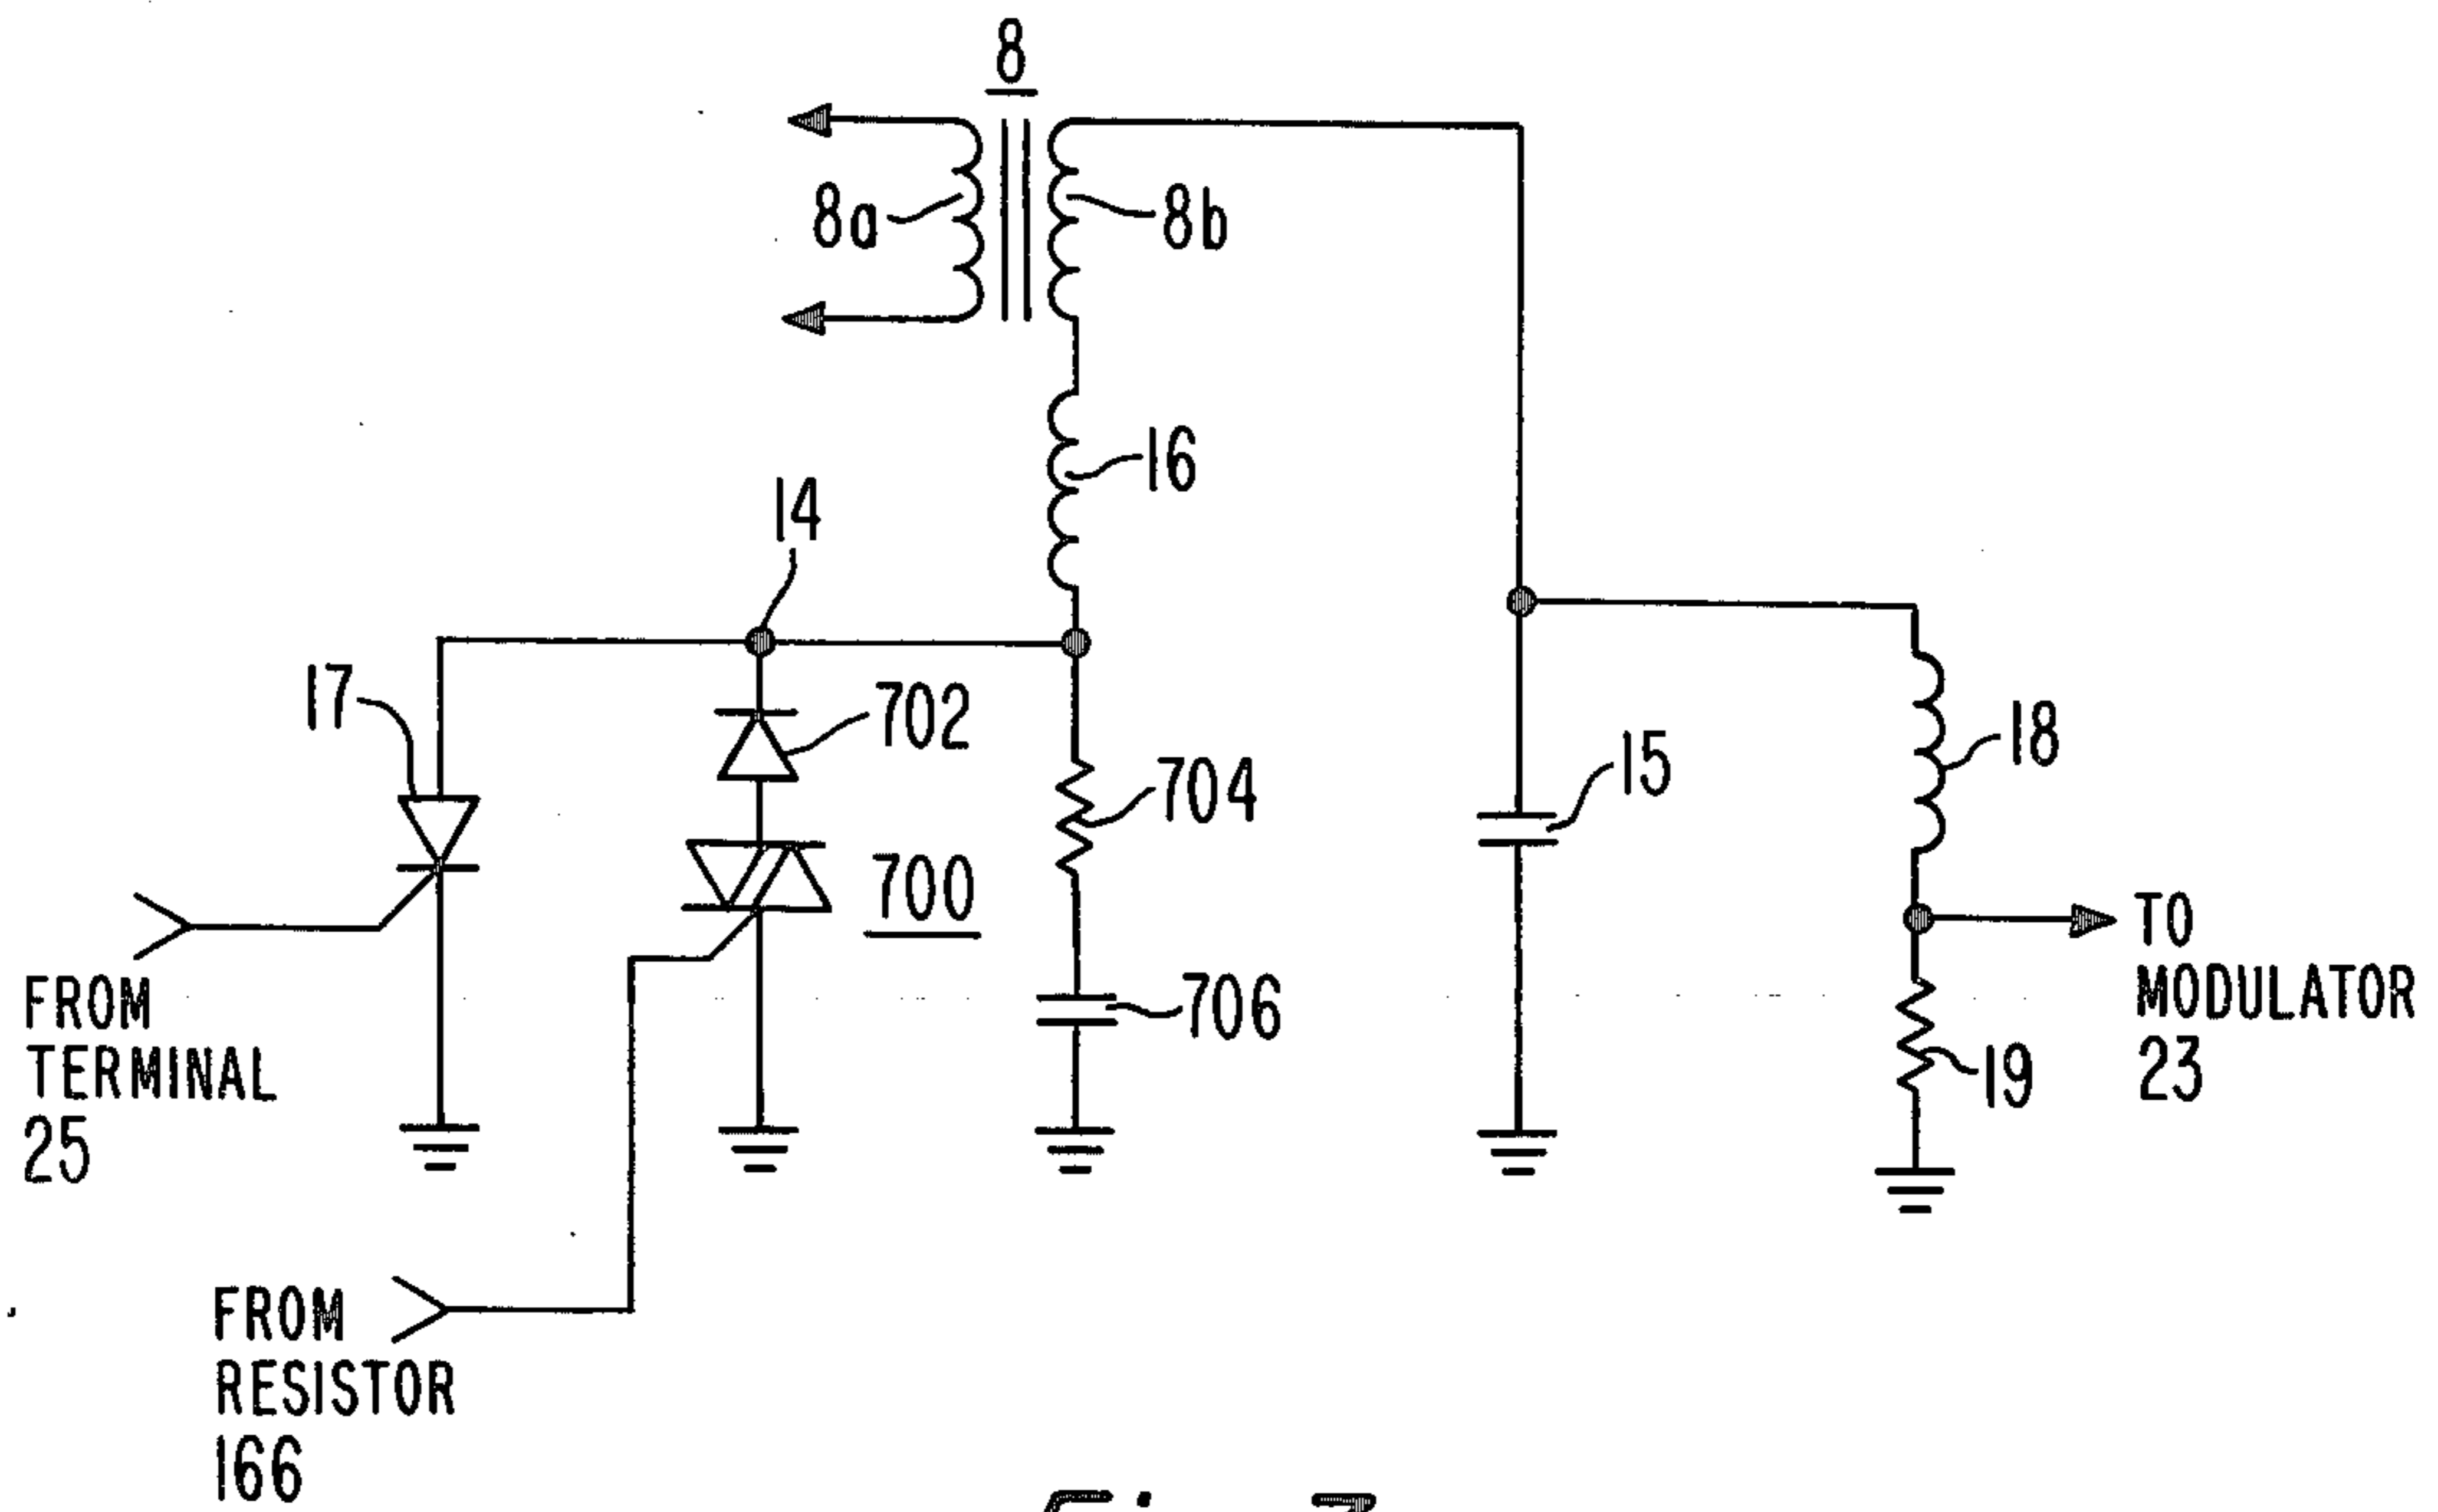 8
8a
8b
16
14
17
702
704
700
706
15
18
19
TO
MODULATOR
23
FROM
TERMINAL
25
FROM
RESISTOR
166